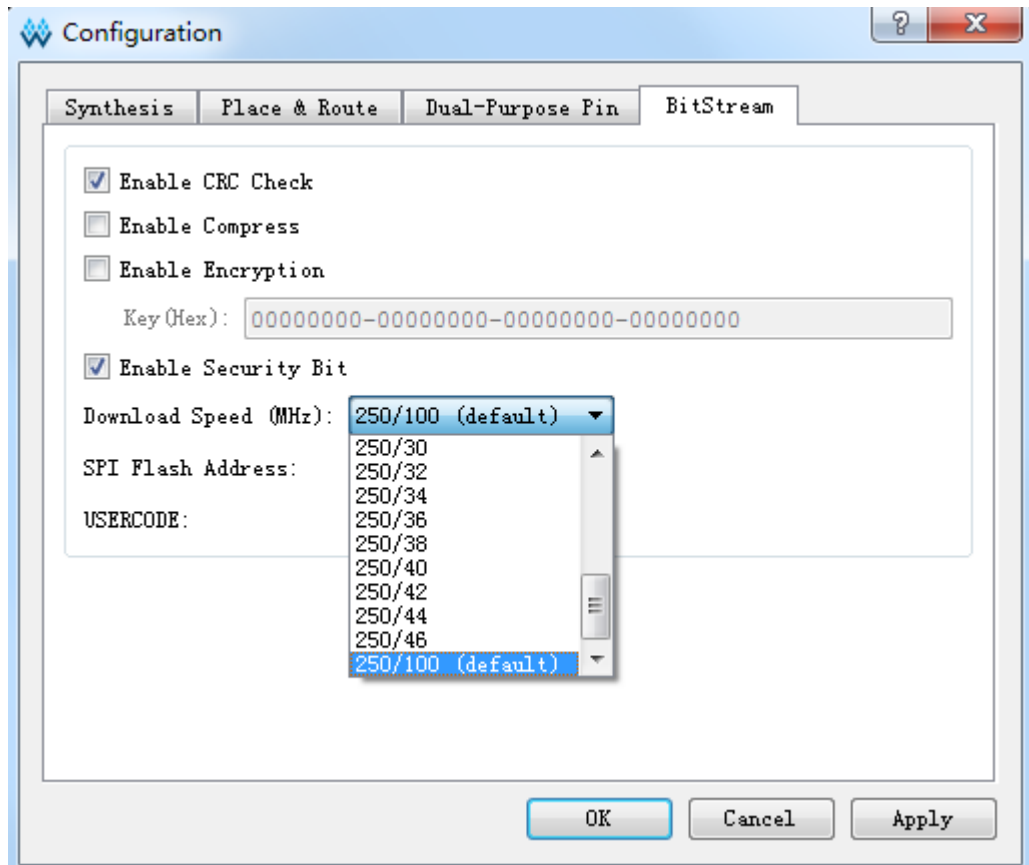 Configuration
Synthesis Place & Route Dual-Purpose Pin BitStream
Enable CRC Check
Enable Compress
Enable Encryption
Key(Hex): 00000000-00000000-00000000-00000000
Enable Security Bit
Download Speed (MHz): 250/100 (default)
250/30
SPI Flash Address:
250/32
250/34
USERCODE:
250/36
250/38
250/40
250/42
250/44
250/46
250/100 (default)
OK Cancel Apply